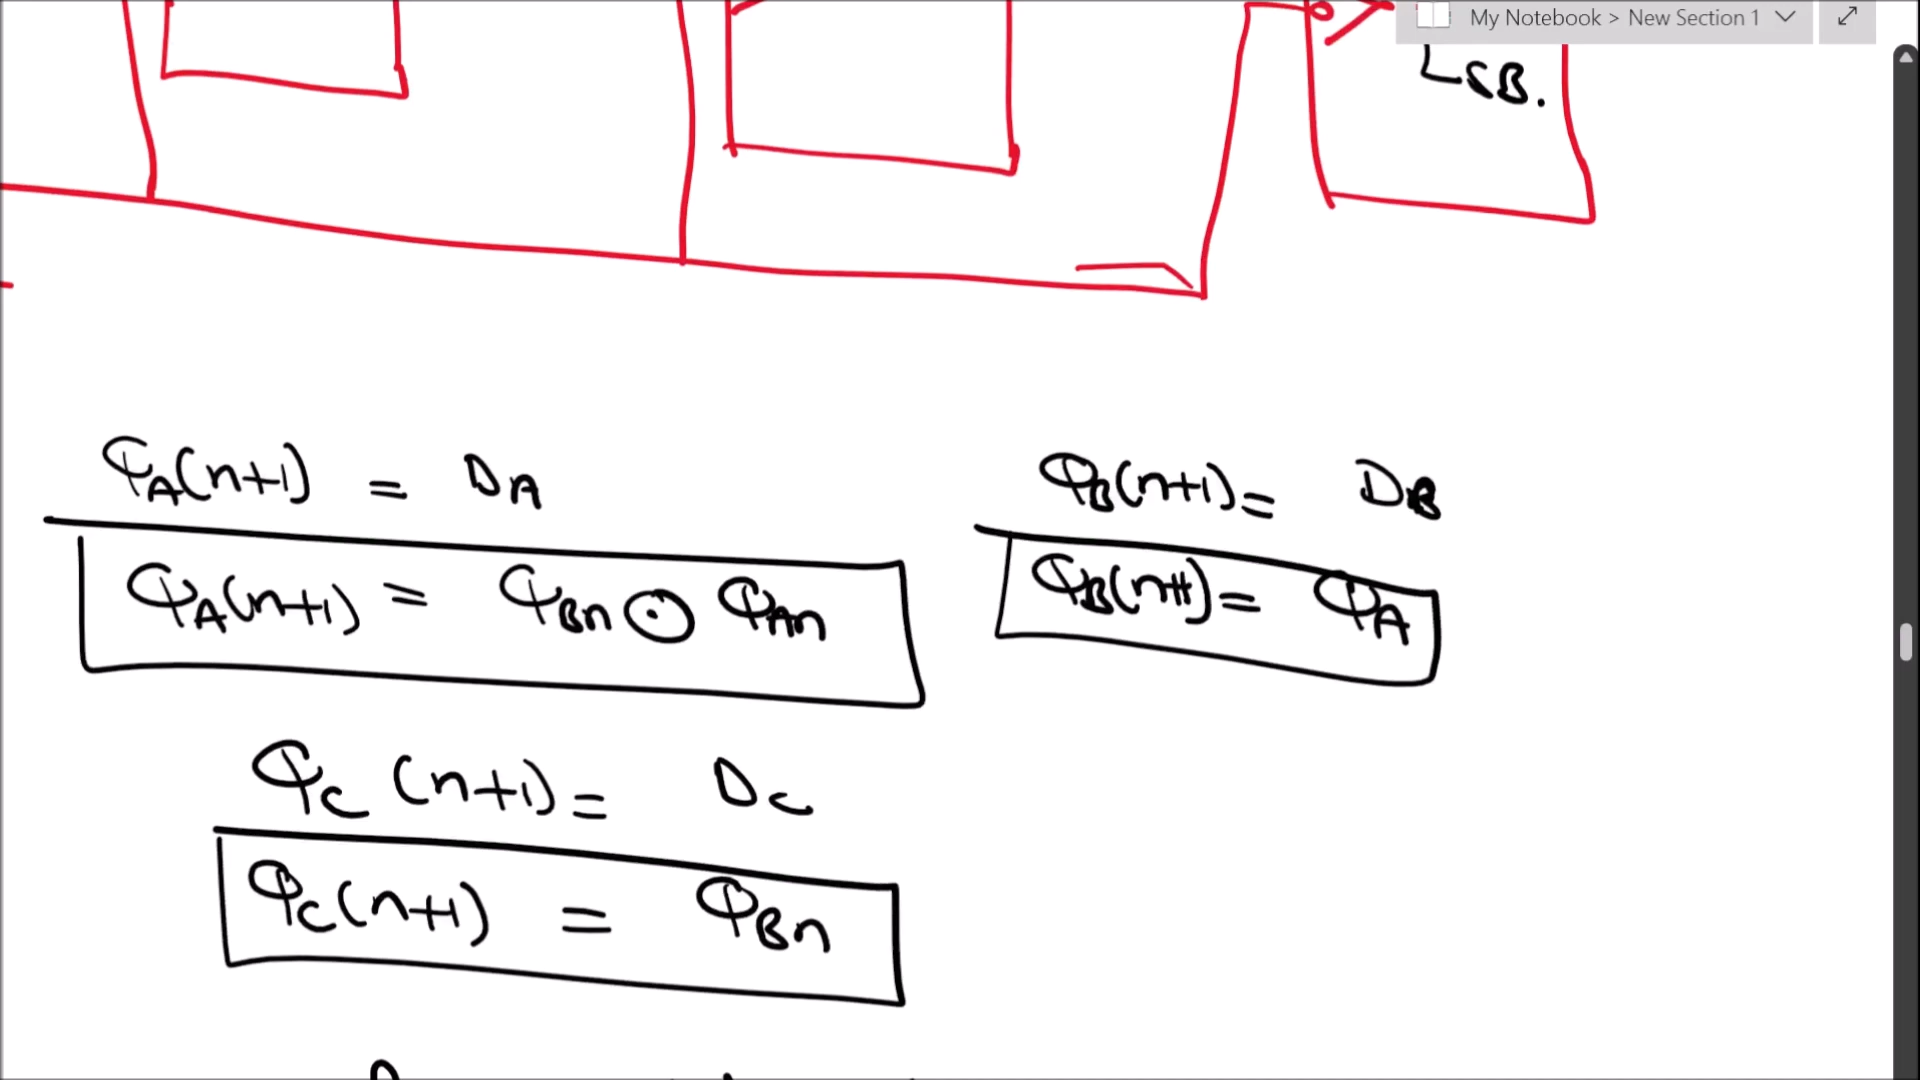 My Notebook > New Section 1
LSB.
QA(n+1) = DA
QB(n+1) = DB
QA(n+1) = QBn ⊙ QAn
QB(n+1) = QA
QC (n+1) = DC
QC(n+1) = QBn